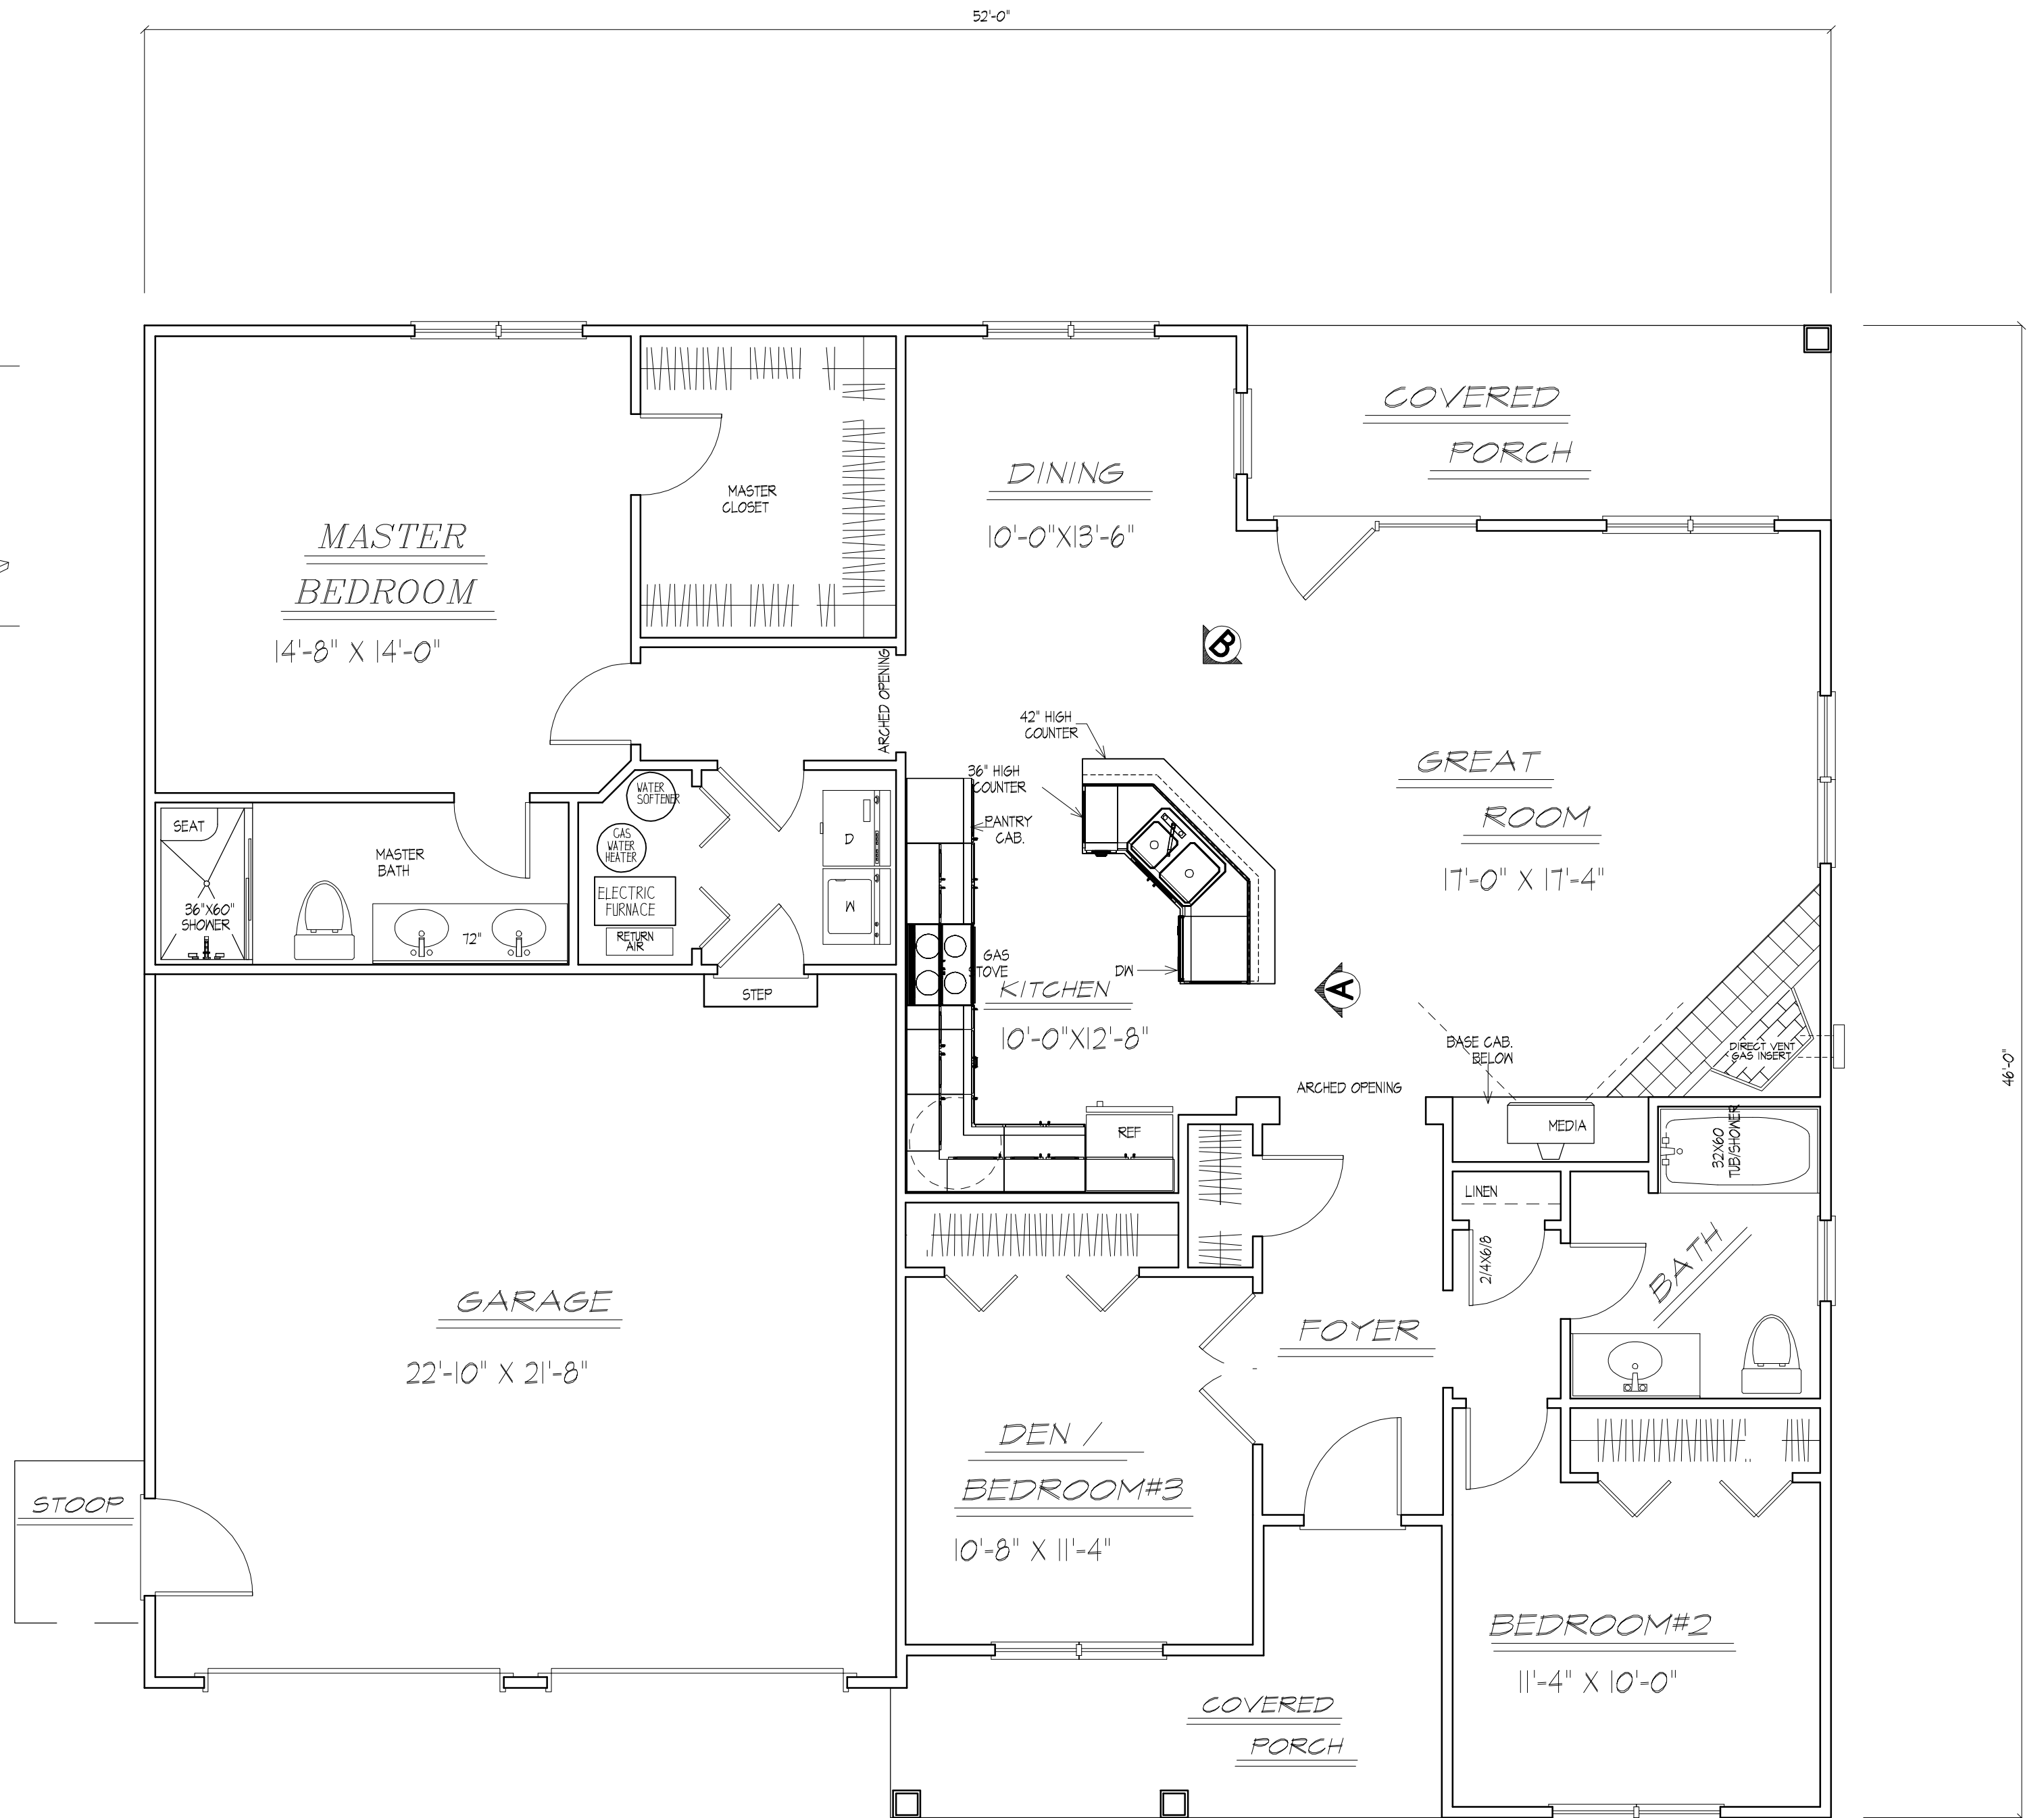 52'-0"
COVERED
PORCH
DINING
10'-0"X13'-6"
MASTER
CLOSET
MASTER
BEDROOM
14'-8" X 14'-0"
B
ARCHED OPENING
42" HIGH
COUNTER
36" HIGH
COUNTER
PANTRY
CAB.
GREAT
ROOM
17'-0" X 17'-4"
WATER
SOFTENER
GAS
WATER
HEATER
ELECTRIC
FURNACE
RETURN
AIR
D
W
SEAT
MASTER
BATH
36"X60"
SHOWER
72"
STEP
GAS
STOVE
DW
KITCHEN
10'-0"X12'-8"
A
BASE CAB.
BELOW
DIRECT VENT
GAS INSERT
46'-0"
ARCHED OPENING
REF
MEDIA
32X60
TUB/SHOWER
LINEN
2/4X6/8
BATH
GARAGE
22'-10" X 21'-8"
FOYER
DEN /
BEDROOM#3
10'-8" X 11'-4"
STOOP
BEDROOM#2
11'-4" X 10'-0"
COVERED
PORCH